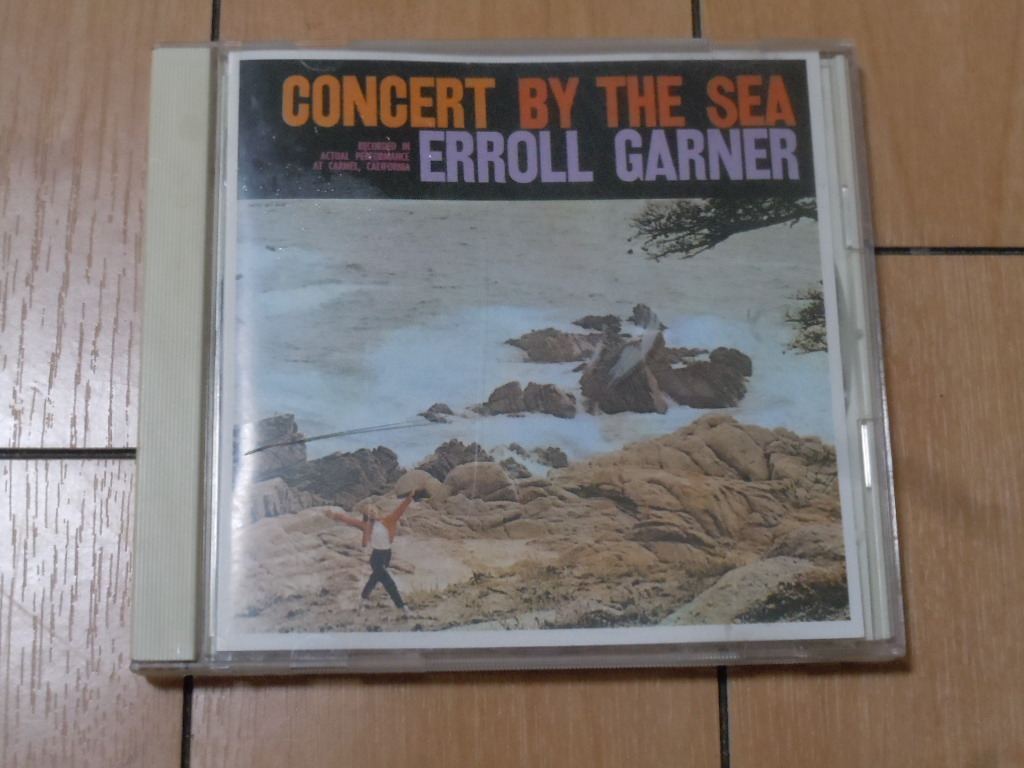 CONCERT BY THE SEA
RECORDED IN
ACTUAL PERFORMANCE
AT CARMEL, CALIFORNIA
ERROLL GARNER